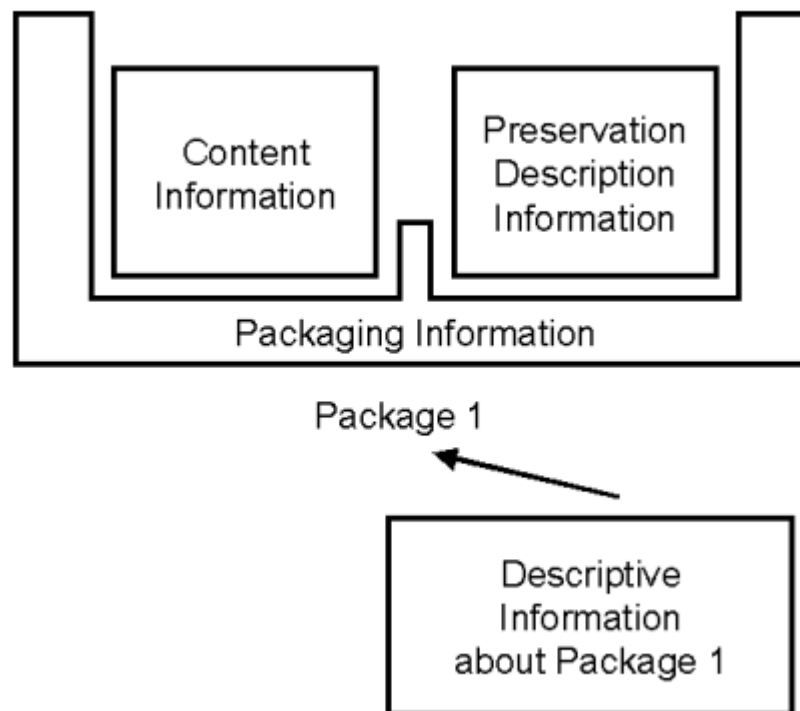 Content
Information
Preservation
Description
Information
Packaging Information
Package 1
Descriptive
Information
about Package 1